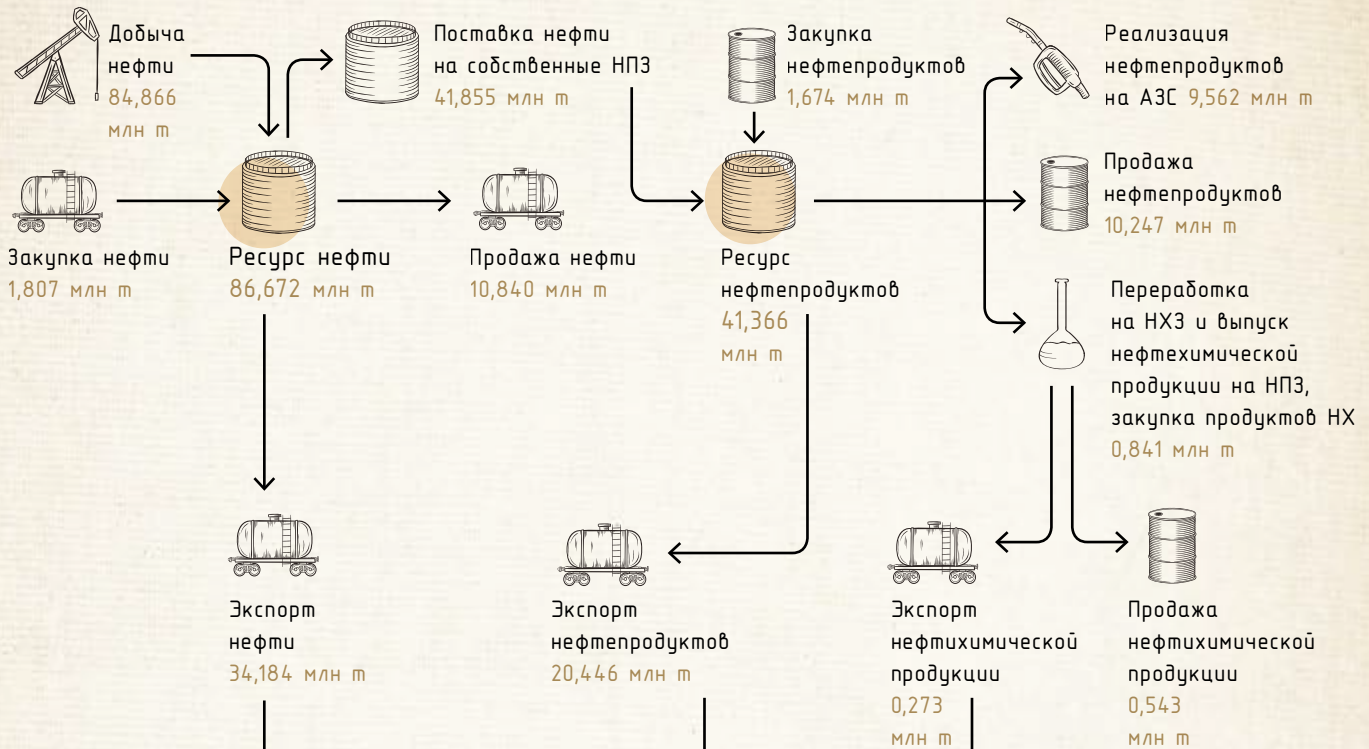 Добыча
нефти
84,866
млн т
Поставка нефти
на собственные НПЗ
41,855 млн т
Закупка
нефтепродуктов
1,674 млн т
Реализация
нефтепродуктов
на АЗС 9,562 млн т
Закупка нефти
1,807 млн т
Ресурс нефти
86,672 млн т
Продажа нефти
10,840 млн т
Ресурс
нефтепродуктов
41,366
млн т
Продажа
нефтепродуктов
10,247 млн т
Переработка
на НХЗ и выпуск
нефтехимической
продукции на НПЗ,
закупка продуктов НХ
0,841 млн т
Экспорт
нефти
34,184 млн т
Экспорт
нефтепродуктов
20,446 млн т
Экспорт
нефтихимической
продукции
0,273
млн т
Продажа
нефтихимической
продукции
0,543
млн т